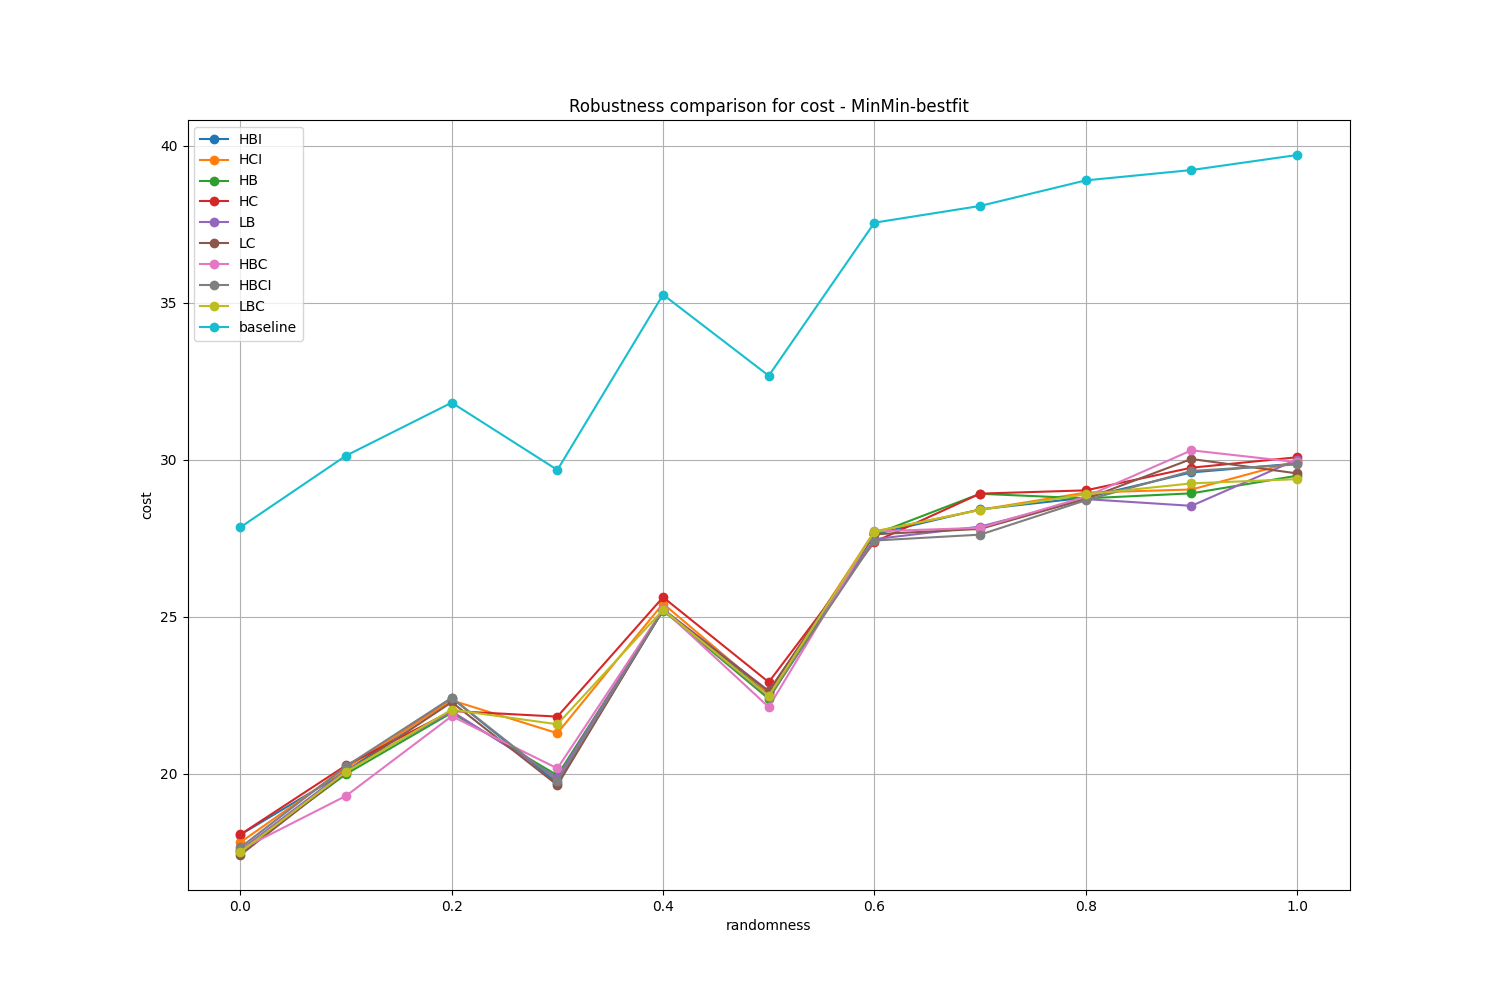 Robustness comparison for cost - MinMin-bestfit
HBI
HCI
HB
HC
LB
LC
HBC
HBCI
LBC
baseline
40
35
30
25
20
cost
0.0 0.2 0.4 0.6 0.8 1.0
randomness